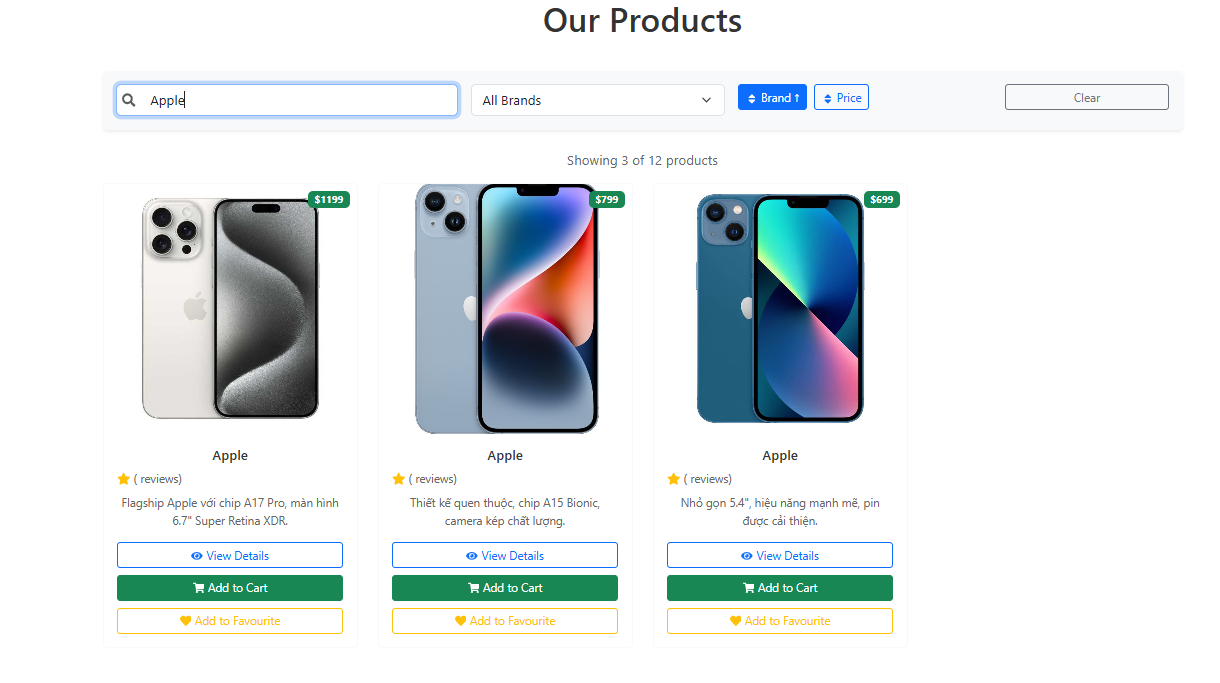 Our Products
Apple
All Brands
Brand ↑
Price
Clear
Showing 3 of 12 products
$1199
$799
$699
Apple
( reviews)
Flagship Apple với chip A17 Pro, màn hình
6.7" Super Retina XDR.
View Details
Add to Cart
Add to Favourite
Apple
( reviews)
Thiết kế quen thuộc, chip A15 Bionic,
camera kép chất lượng.
View Details
Add to Cart
Add to Favourite
Apple
( reviews)
Nhỏ gọn 5.4", hiệu năng mạnh mẽ, pin
được cải thiện.
View Details
Add to Cart
Add to Favourite